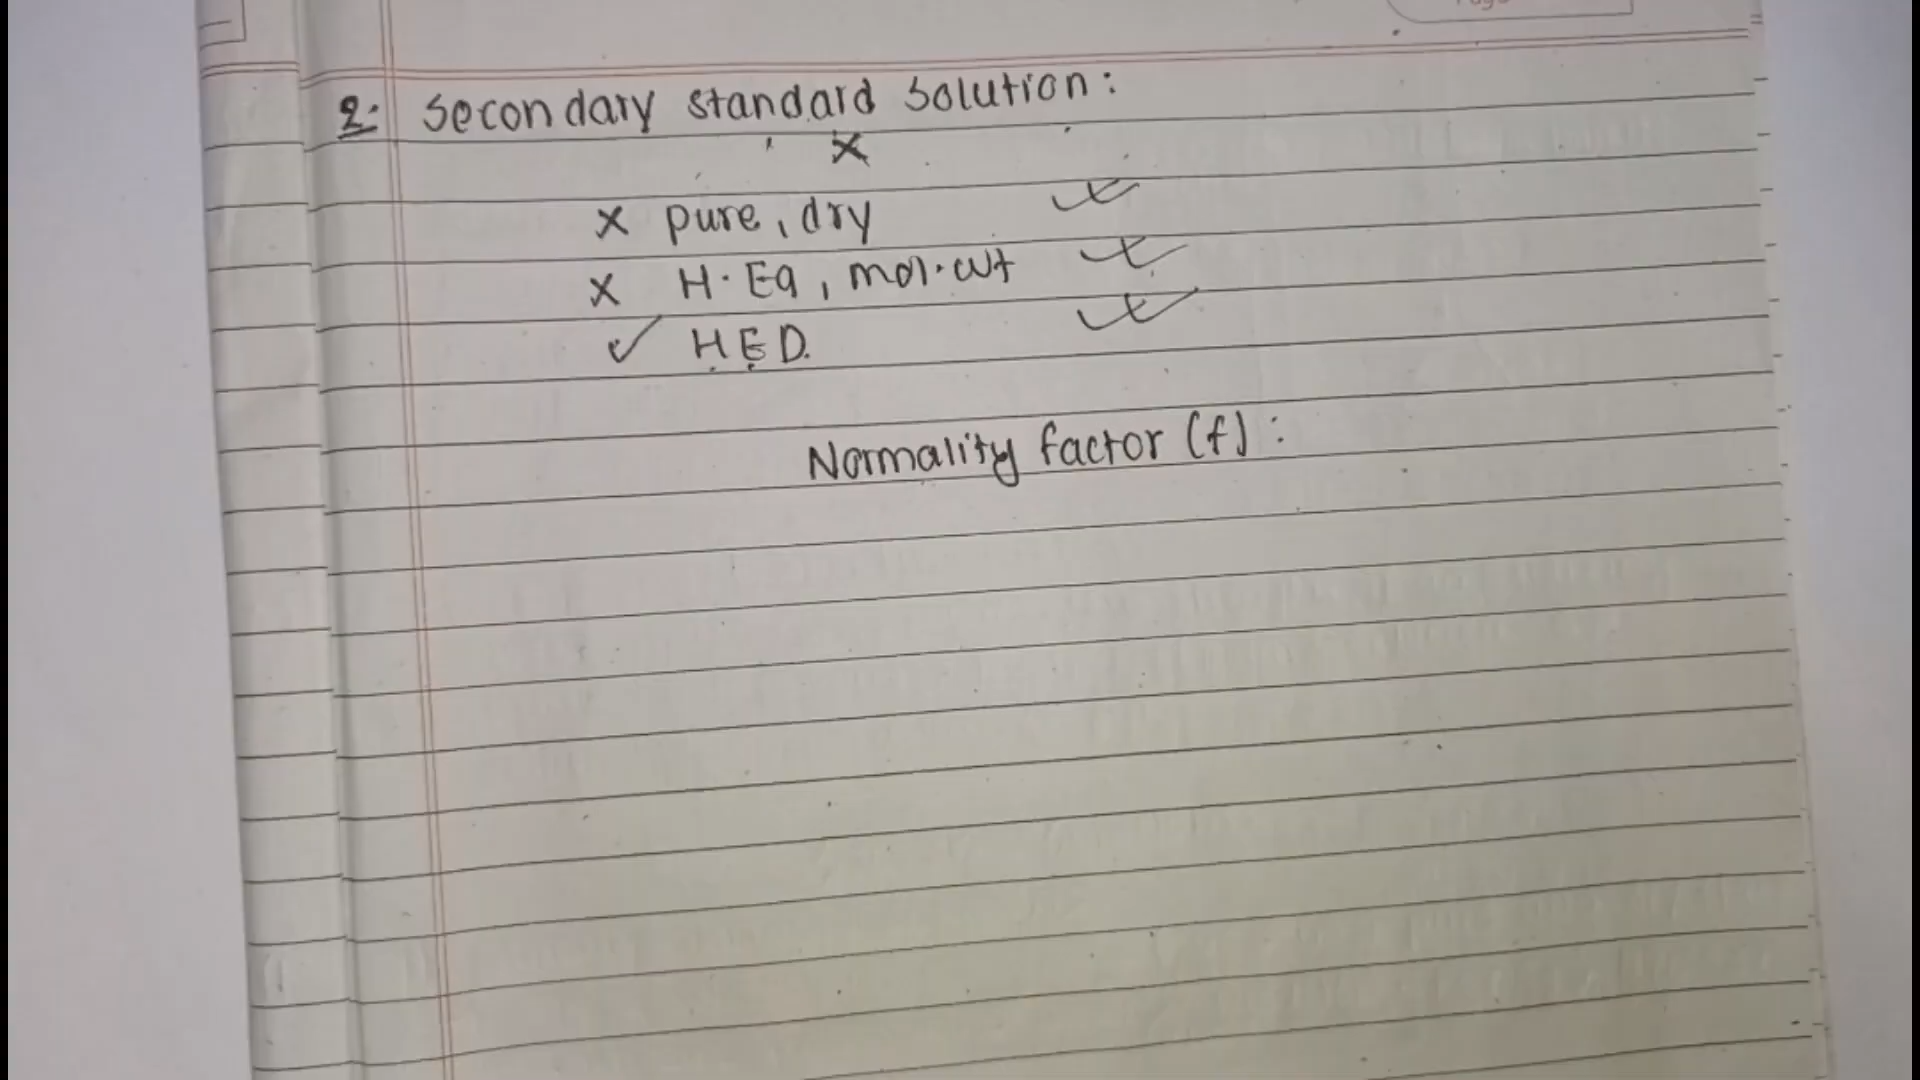 2. Secondary standard solution:
x
x pure, dry ✓
x H.Eq, mol.wt ✓
✓ H E D. ✓
Normality factor (f):